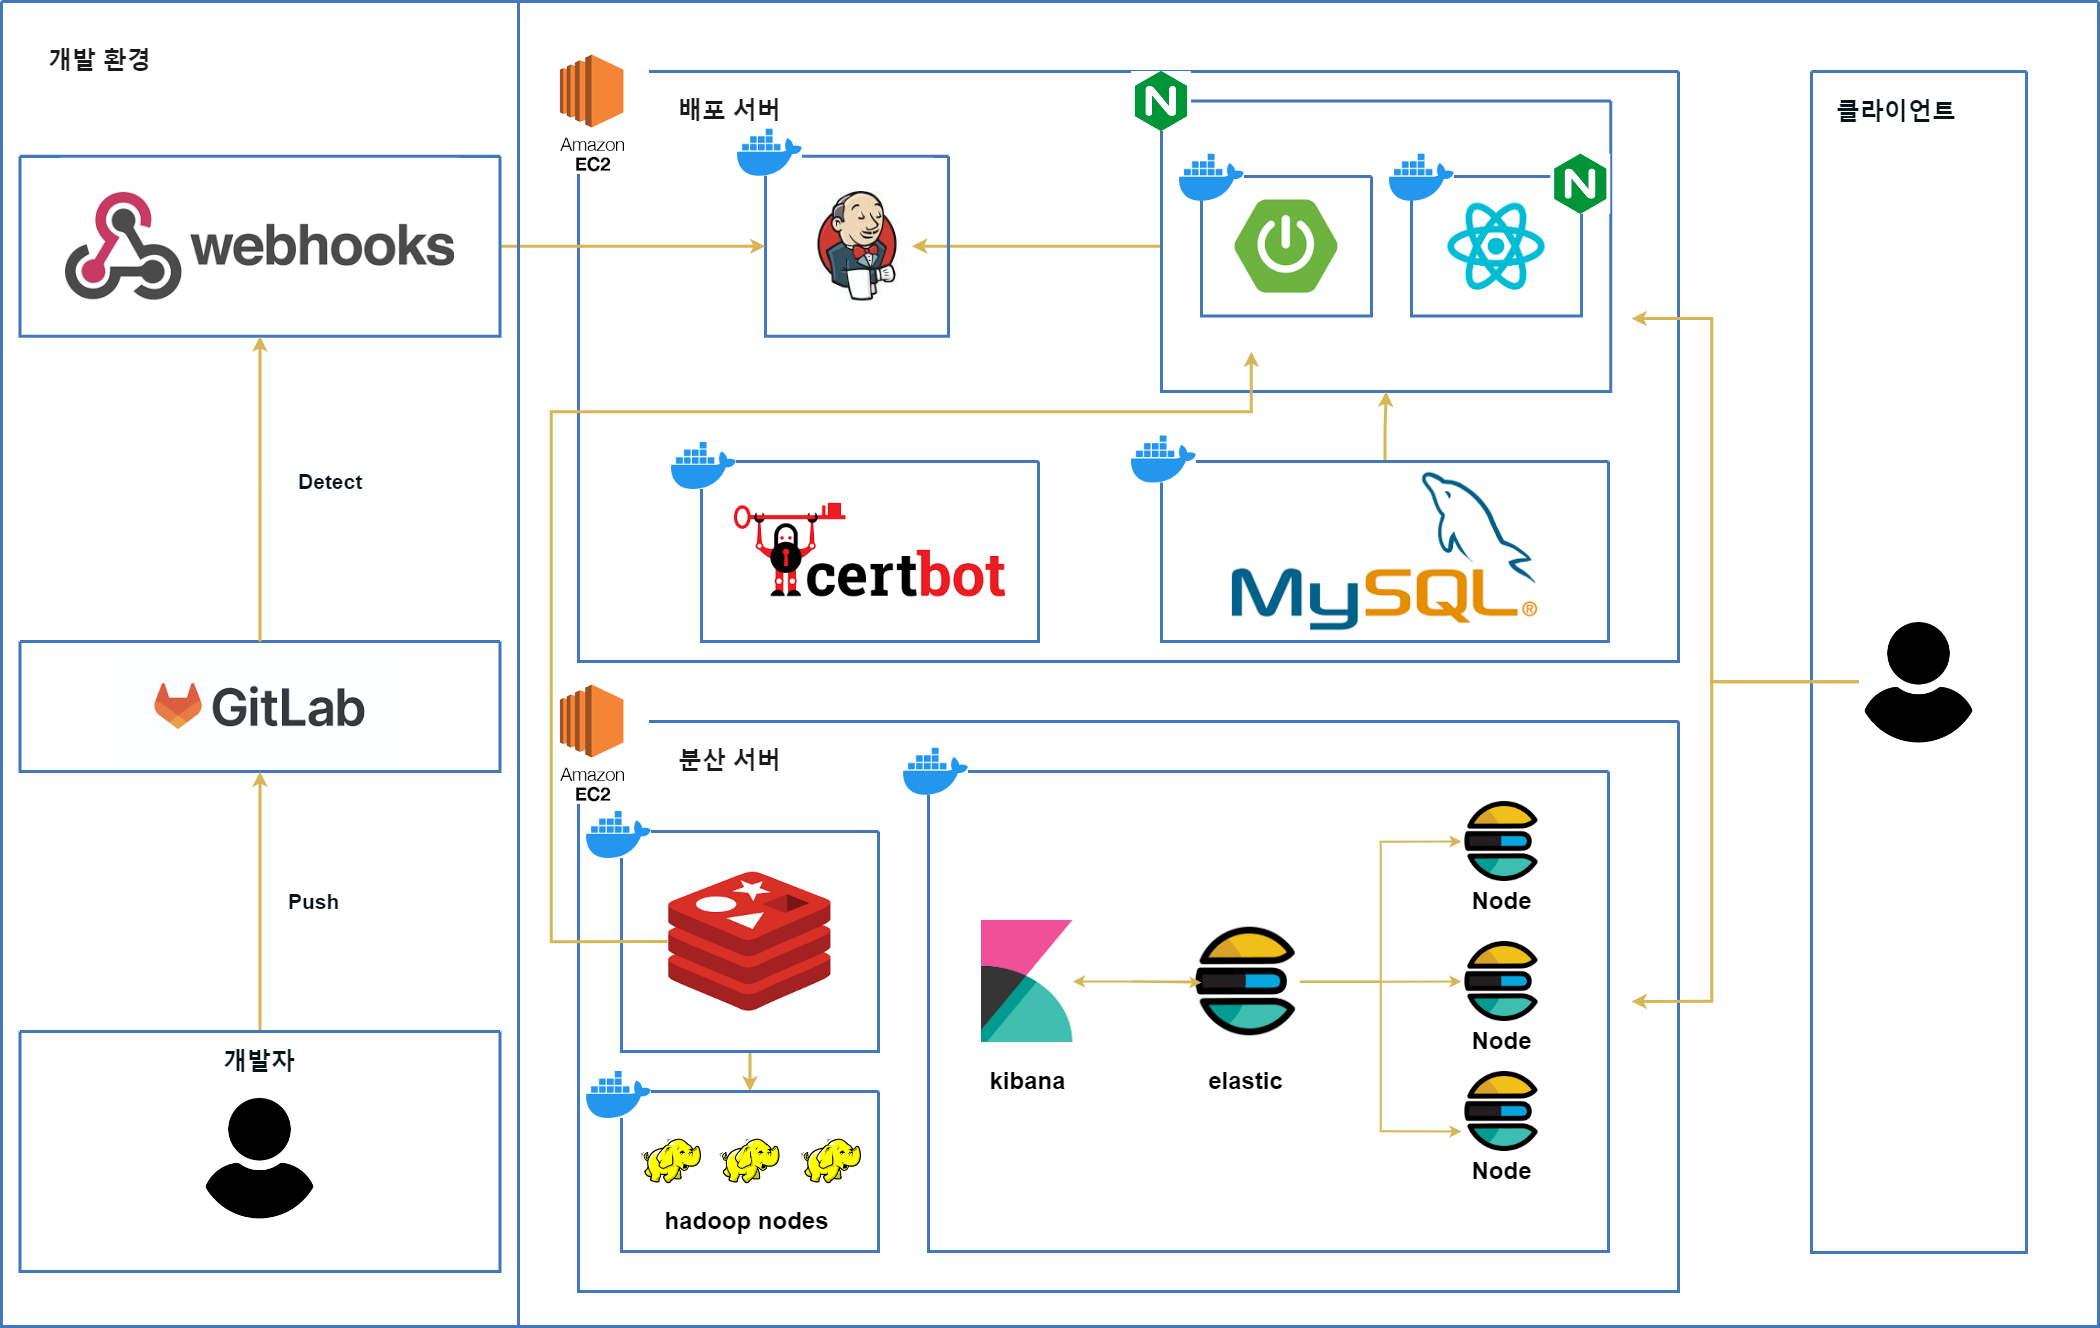 개발 환경
webhooks
Detect
GitLab
Push
개발자
Amazon
EC2
배포 서버
N
N
certbot
MySQL®
Amazon
EC2
분산 서버
hadoop nodes
kibana
elastic
Node
Node
Node
클라이언트